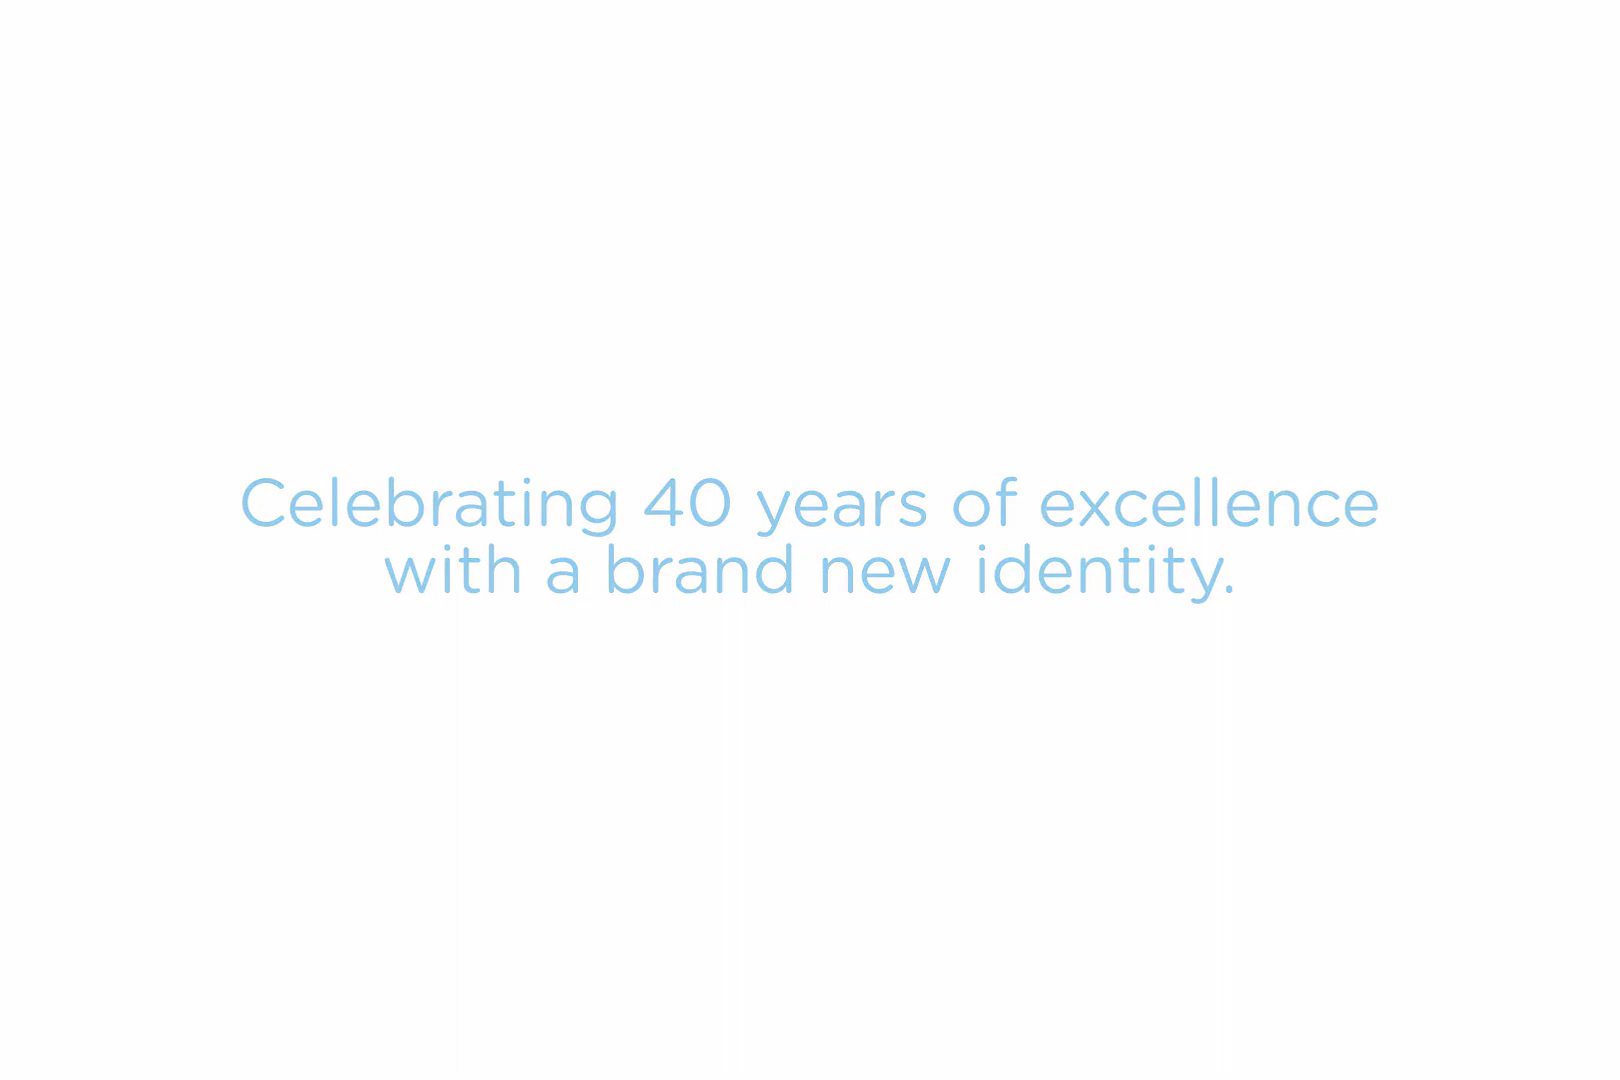 Celebrating 40 years of excellence
with a brand new identity.